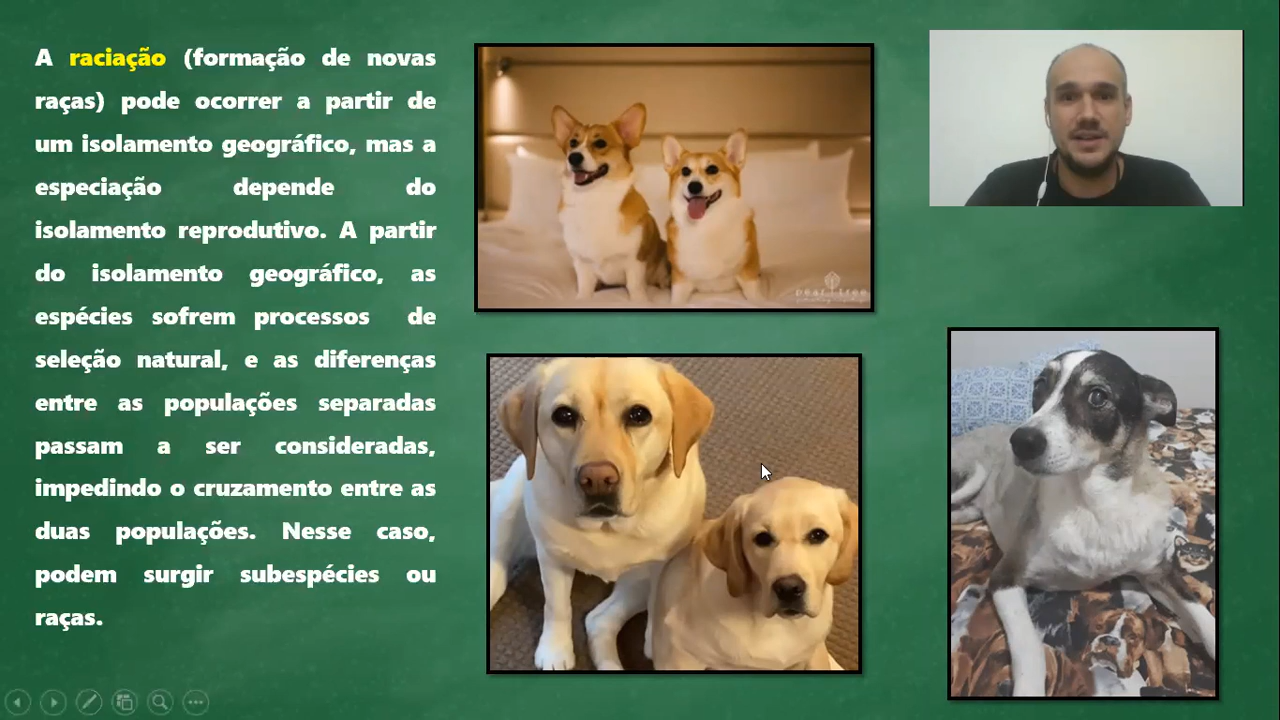 A raciação (formação de novas
raças) pode ocorrer a partir de
um isolamento geográfico, mas a
especiação depende do
isolamento reprodutivo. A partir
do isolamento geográfico, as
espécies sofrem processos de
seleção natural, e as diferenças
entre as populações separadas
passam a ser consideradas,
impedindo o cruzamento entre as
duas populações. Nesse caso,
podem surgir subespécies ou
raças.
pear tree